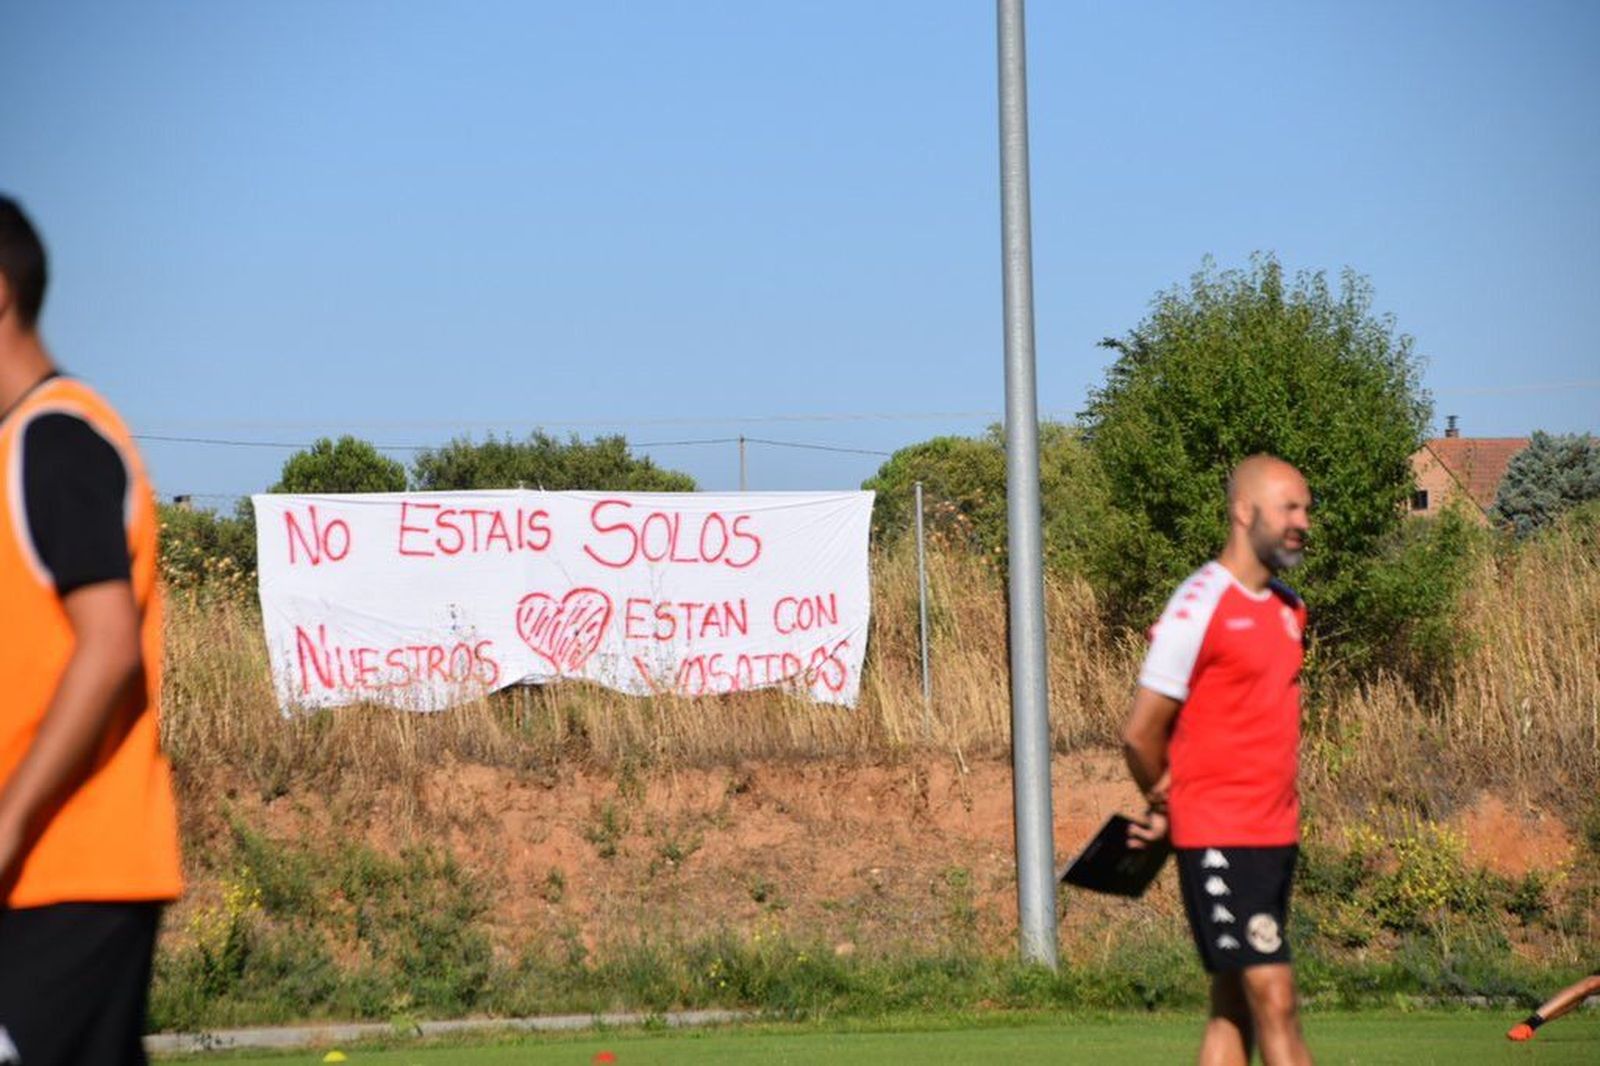 No ESTAIS SOLOS
NUESTROS ESTAN CON
VOSOTROS